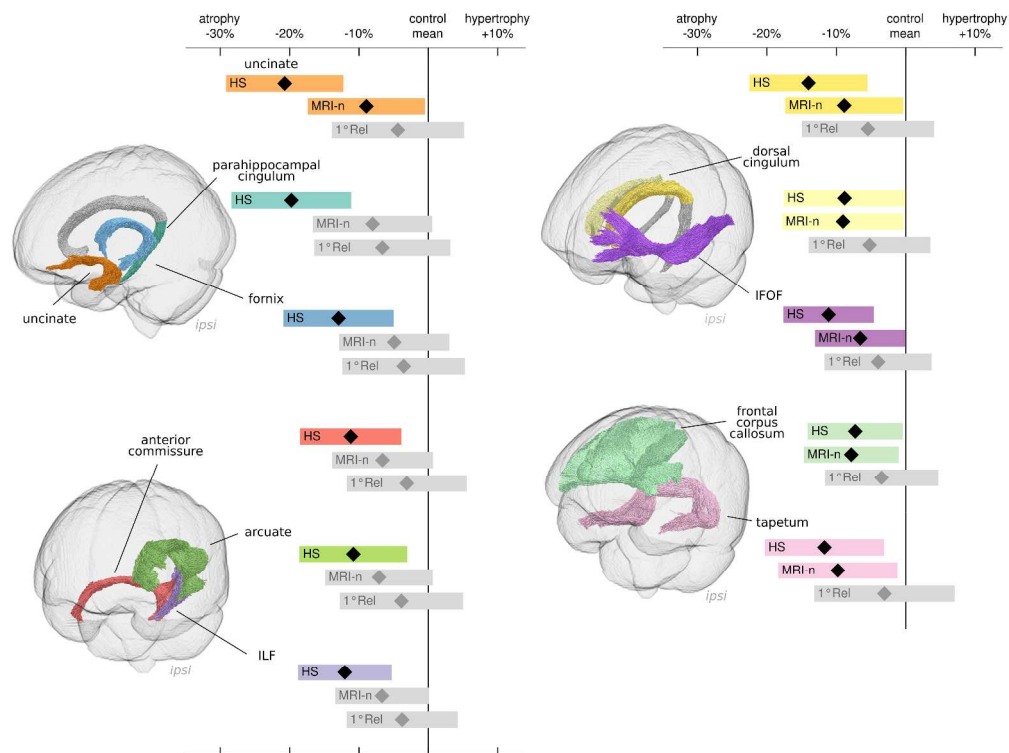 atrophy
-30%
-20%
-10%
control
mean
hypertrophy
+10%
uncinate
HS
MRI-n
1°Rel
parahippocampal
cingulum
HS
MRI-n
1°Rel
uncinate
fornix
ipsi
HS
MRI-n
1°Rel
anterior
commissure
HS
MRI-n
1°Rel
arcuate
HS
MRI-n
1°Rel
ILF
ipsi
HS
MRI-n
1°Rel
atrophy
-30%
-20%
-10%
control
mean
hypertrophy
+10%
HS
MRI-n
1°Rel
dorsal
cingulum
HS
MRI-n
1°Rel
IFOF
ipsi
HS
MRI-n
1°Rel
frontal
corpus
callosum
HS
MRI-n
1°Rel
tapetum
ipsi
HS
MRI-n
1°Rel